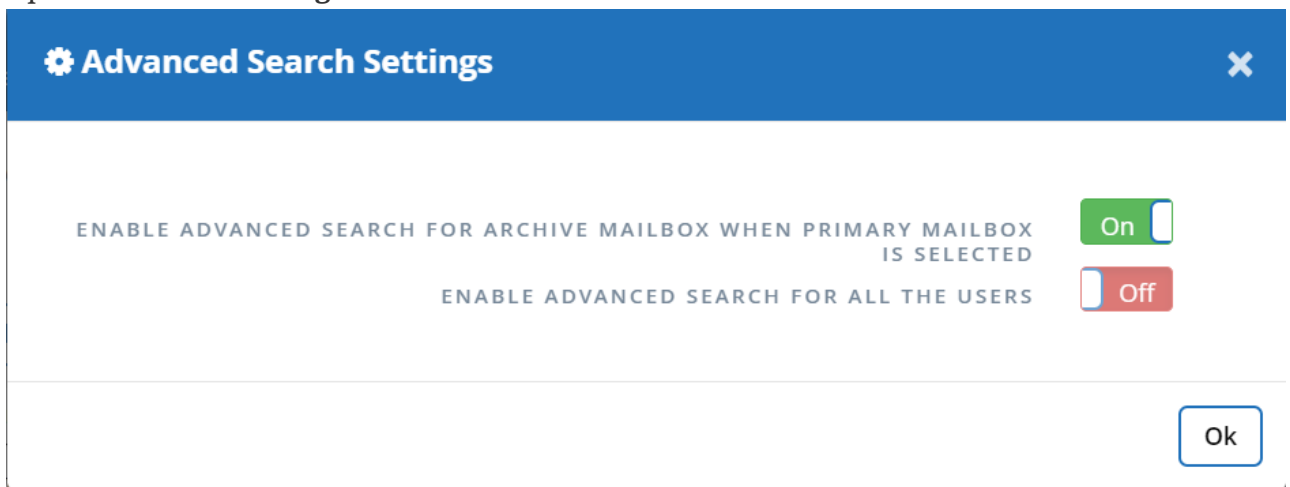 Advanced Search Settings
ENABLE ADVANCED SEARCH FOR ARCHIVE MAILBOX WHEN PRIMARY MAILBOX
IS SELECTED
On
ENABLE ADVANCED SEARCH FOR ALL THE USERS
Off
Ok